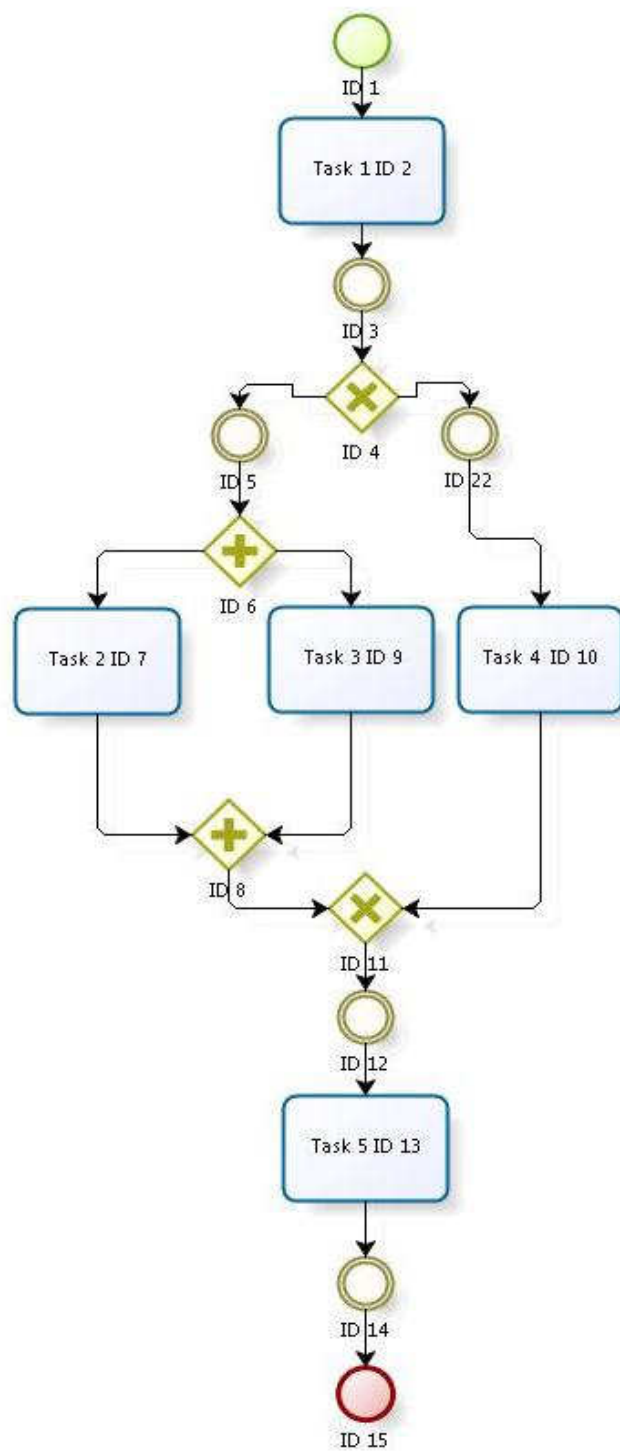 ID 1
Task 1 ID 2
ID 3
ID 4
ID 5
ID 22
ID 6
Task 2 ID 7
Task 3 ID 9
Task 4 ID 10
ID 8
ID 11
ID 12
Task 5 ID 13
ID 14
ID 15